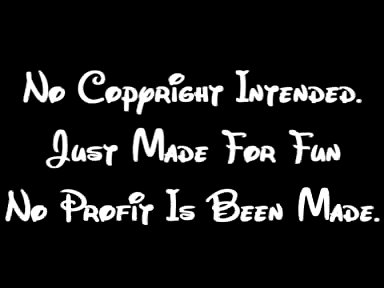 No Copyright Intended.
Just Made For Fun
No Profit Is Been Made.